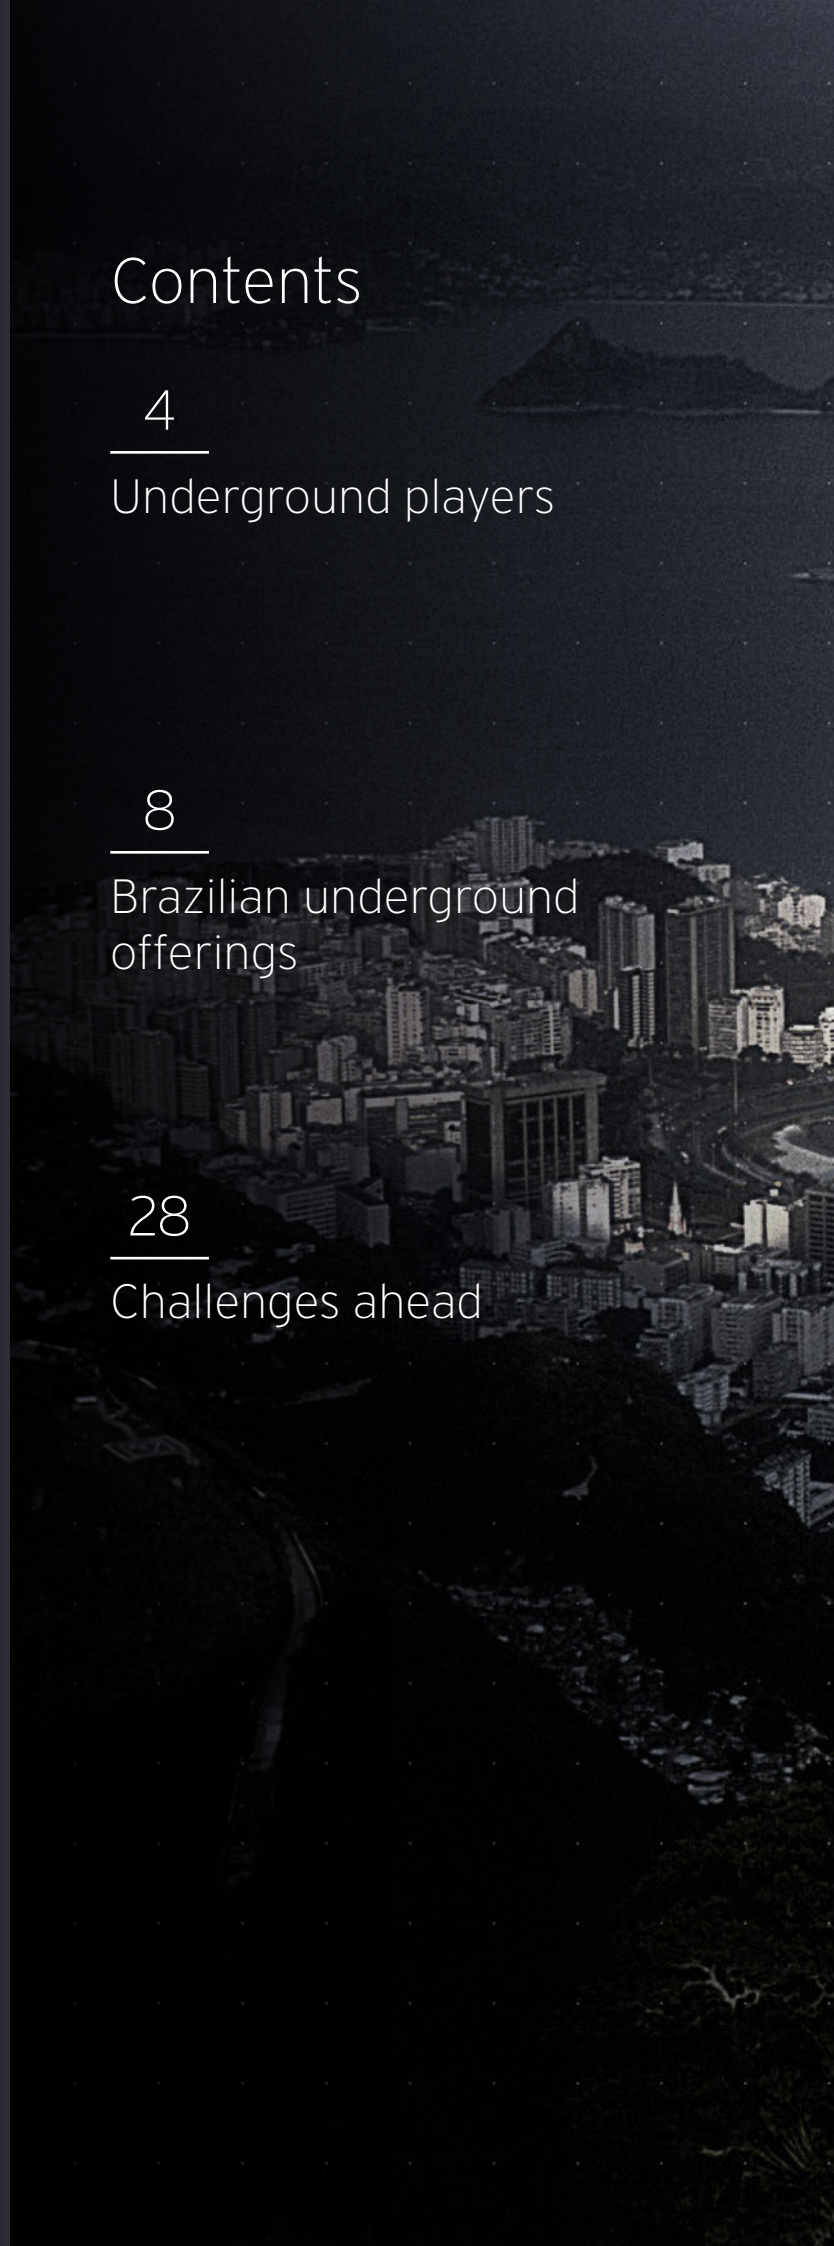 Contents
4
Underground players
8
Brazilian underground
offerings
28
Challenges ahead